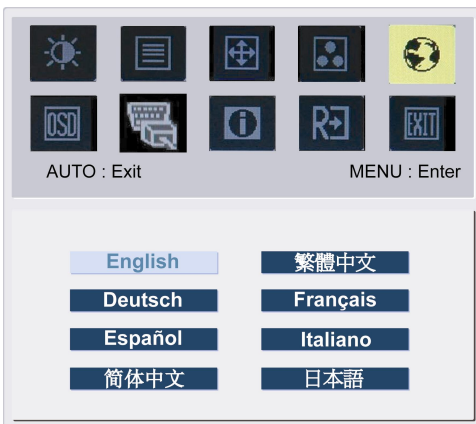 OSD
i
R
EXIT
AUTO : Exit MENU : Enter
English 繁體中文
Deutsch Français
Español Italiano
简体中文 日本語